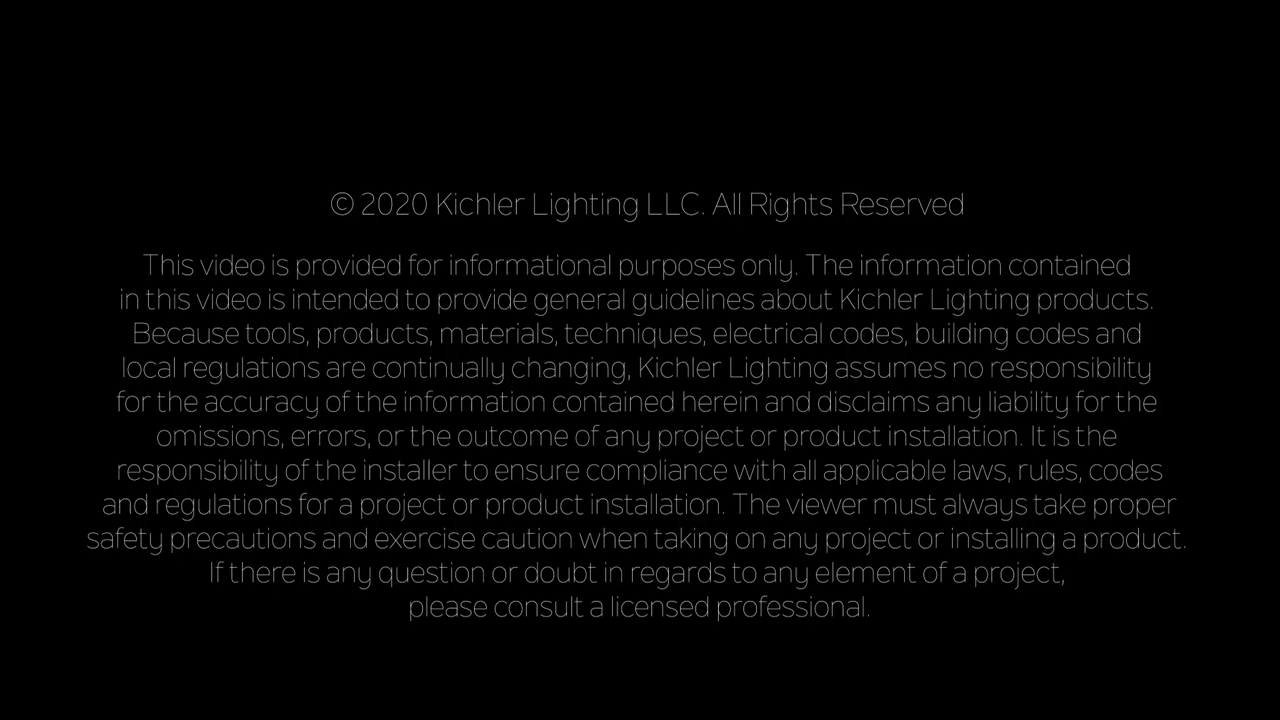 © 2020 Kichler Lighting LLC. All Rights Reserved
This video is provided for informational purposes only. The information contained
in this video is intended to provide general guidelines about Kichler Lighting products.
Because tools, products, materials, techniques, electrical codes, building codes and
local regulations are continually changing, Kichler Lighting assumes no responsibility
for the accuracy of the information contained herein and disclaims any liability for the
omissions, errors, or the outcome of any project or product installation. It is the
responsibility of the installer to ensure compliance with all applicable laws, rules, codes
and regulations for a project or product installation. The viewer must always take proper
safety precautions and exercise caution when taking on any project or installing a product.
If there is any question or doubt in regards to any element of a project,
please consult a licensed professional.